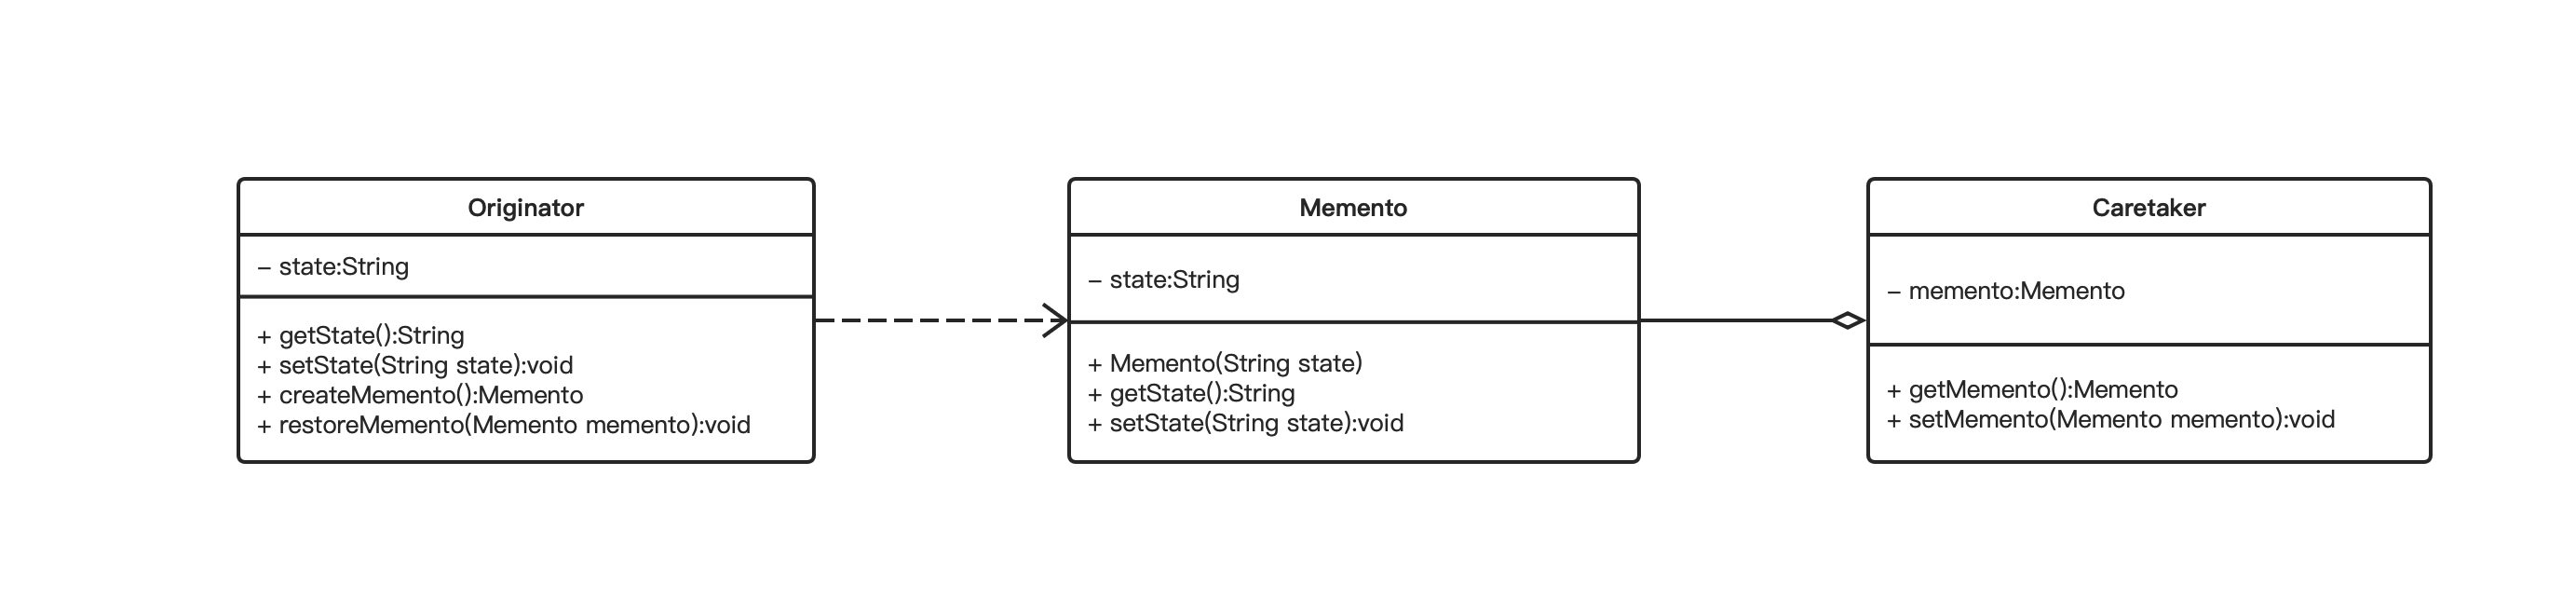 Originator
– state:String
+ getState():String
+ setState(String state):void
+ createMemento():Memento
+ restoreMemento(Memento memento):void
Memento
– state:String
+ Memento(String state)
+ getState():String
+ setState(String state):void
Caretaker
– memento:Memento
+ getMemento():Memento
+ setMemento(Memento memento):void